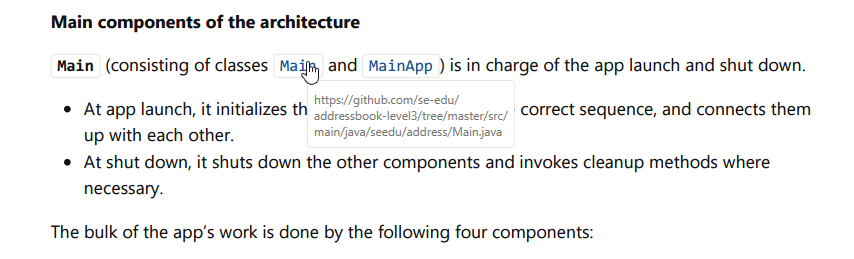 Main components of the architecture
Main (consisting of classes Main and MainApp) is in charge of the app launch and shut down.
• At app launch, it initializes th correct sequence, and connects them
up with each other.
https://github.com/se-edu/
addressbook-level3/tree/master/src/
main/java/seedu/address/Main.java
• At shut down, it shuts down the other components and invokes cleanup methods where
necessary.
The bulk of the app's work is done by the following four components: